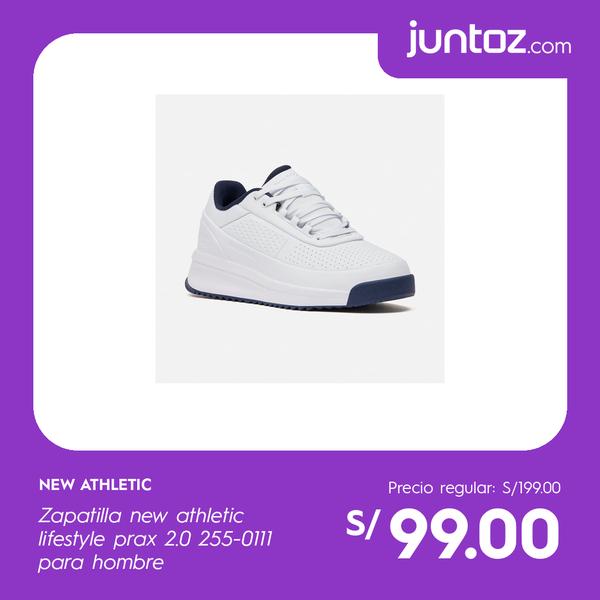 juntoz.com
NEW ATHLETIC
Zapatilla new athletic
lifestyle prax 2.0 255-0111
para hombre
Precio regular: S/199.00
S/ 99.00